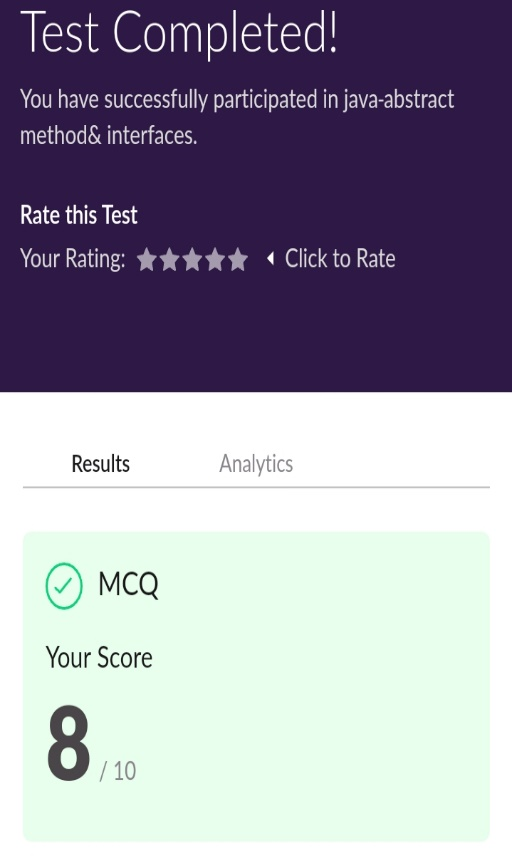 Test Completed!
You have successfully participated in java-abstract
method& interfaces.
Rate this Test
Your Rating: Click to Rate
Results Analytics
MCQ
Your Score
8 / 10